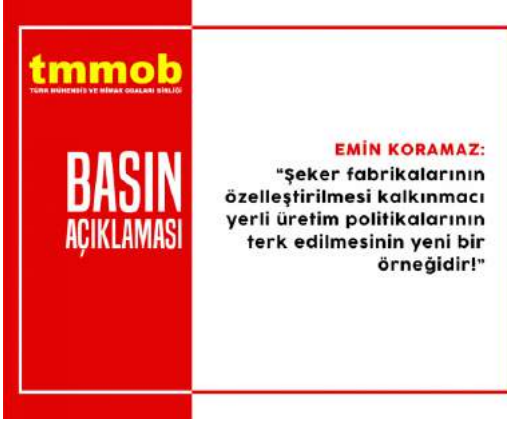 tmmob
TÜRK MÜHENDİS VE MİMAR ODALARI BİRLİĞİ
BASIN
AÇIKLAMASI
EMİN KORAMAZ:
"Şeker fabrikalarının
özelleştirilmesi kalkınmacı
yerli üretim politikalarının
terk edilmesinin yeni bir
örneğidir!"